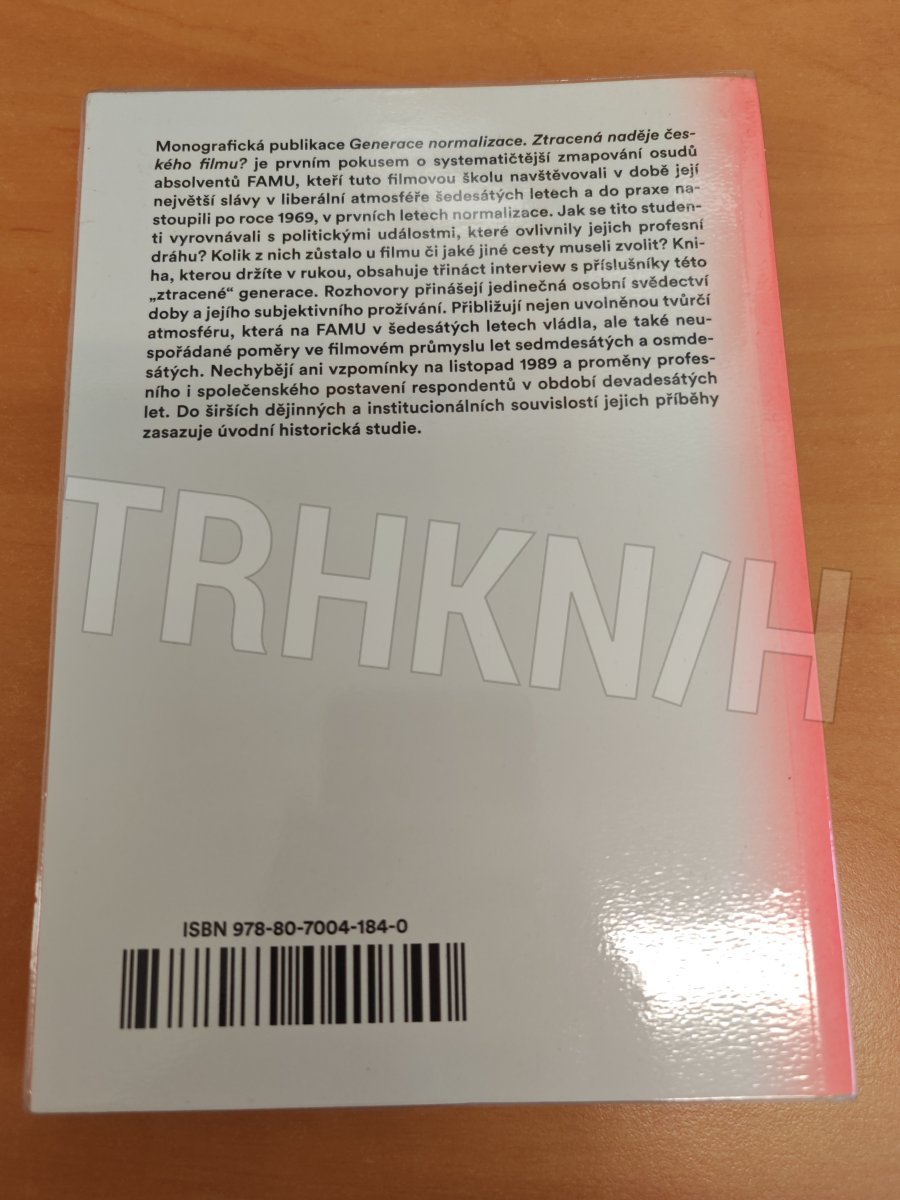 Monografická publikace Generace normalizace. Ztracená naděje čes-
kého filmu? je prvním pokusem o systematičtější zmapování osudů
absolventů FAMU, kteří tuto filmovou školu navštěvovali v době její
největší slávy v liberální atmosféře šedesátých letech a do praxe na-
stoupili po roce 1969, v prvních letech normalizace. Jak se tito studen-
ti vyrovnávali s politickými událostmi, které ovlivnily jejich profesní
dráhu? Kolik z nich zůstalo u filmu či jaké jiné cesty museli zvolit? Kni-
ha, kterou držíte v rukou, obsahuje třináct interview s příslušníky této
„ztracené“ generace. Rozhovory přinášejí jedinečná osobní svědectví
doby a jejího subjektivního prožívání. Přibližují nejen uvolněnou tvůrčí
atmosféru, která na FAMU v šedesátých letech vládla, ale také neu-
spořádané poměry ve filmovém průmyslu let sedmdesátých a osmde-
sátých. Nechybějí ani vzpomínky na listopad 1989 a proměny profes-
ního i společenského postavení respondentů v období devadesátých
let. Do širších dějinných a institucionálních souvislostí jejich příběhy
zasazuje úvodní historická studie.
TRHKN/H
ISBN 978-80-7004-184-0